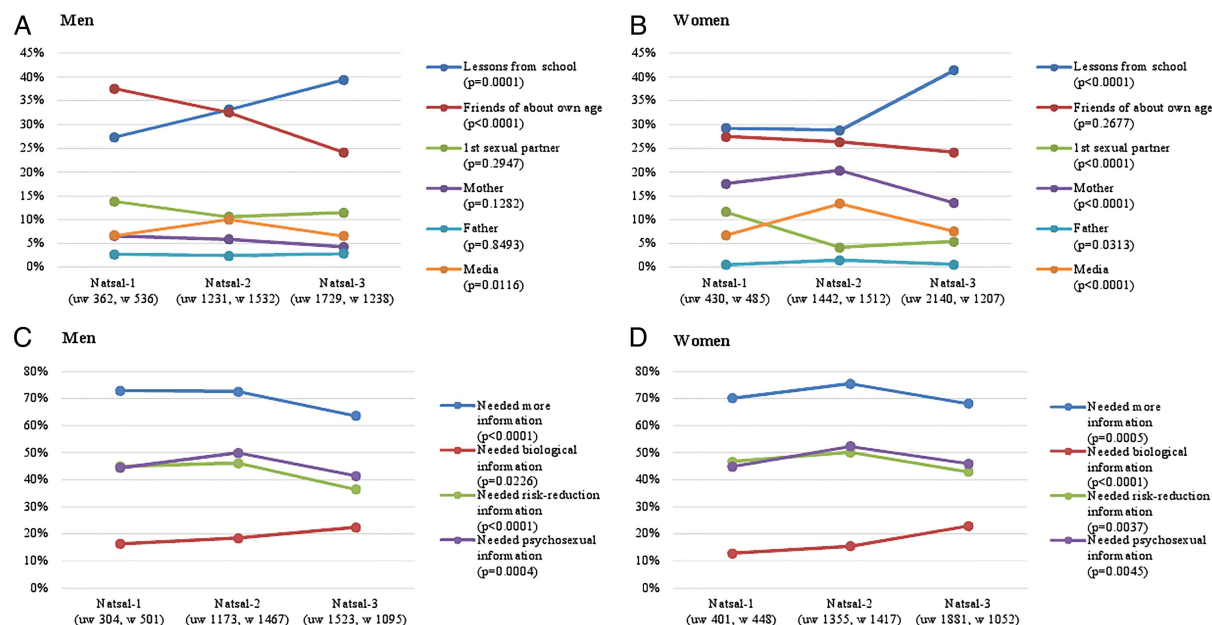 A
Men
45%
40%
35%
30%
25%
20%
15%
10%
5%
0%
Natsal-1
(uw 362, w 536)
Natsal-2
(uw 1231, w 1532)
Natsal-3
(uw 1729, w 1238)
Lessons from school
(p=0.0001)
Friends of about own age
(p<0.0001)
1st sexual partner
(p=0.2947)
Mother
(p=0.1282)
Father
(p=0.8493)
Media
(p=0.0116)
B
Women
45%
40%
35%
30%
25%
20%
15%
10%
5%
0%
Natsal-1
(uw 430, w 485)
Natsal-2
(uw 1442, w 1512)
Natsal-3
(uw 2140, w 1207)
Lessons from school
(p<0.0001)
Friends of about own age
(p=0.2677)
1st sexual partner
(p<0.0001)
Mother
(p<0.0001)
Father
(p=0.0313)
Media
(p<0.0001)
C
Men
80%
70%
60%
50%
40%
30%
20%
10%
0%
Natsal-1
(uw 304, w 501)
Natsal-2
(uw 1173, w 1467)
Natsal-3
(uw 1523, w 1095)
Needed more
information
(p<0.0001)
Needed biological
information
(p=0.0226)
Needed risk-reduction
information
(p<0.0001)
Needed psychosexual
information
(p=0.0004)
D
Women
80%
70%
60%
50%
40%
30%
20%
10%
0%
Natsal-1
(uw 401, w 448)
Natsal-2
(uw 1355, w 1417)
Natsal-3
(uw 1881, w 1052)
Needed more
information
(p=0.0005)
Needed biological
information
(p<0.0001)
Needed risk-reduction
information
(p=0.0037)
Needed psychosexual
information
(p=0.0045)